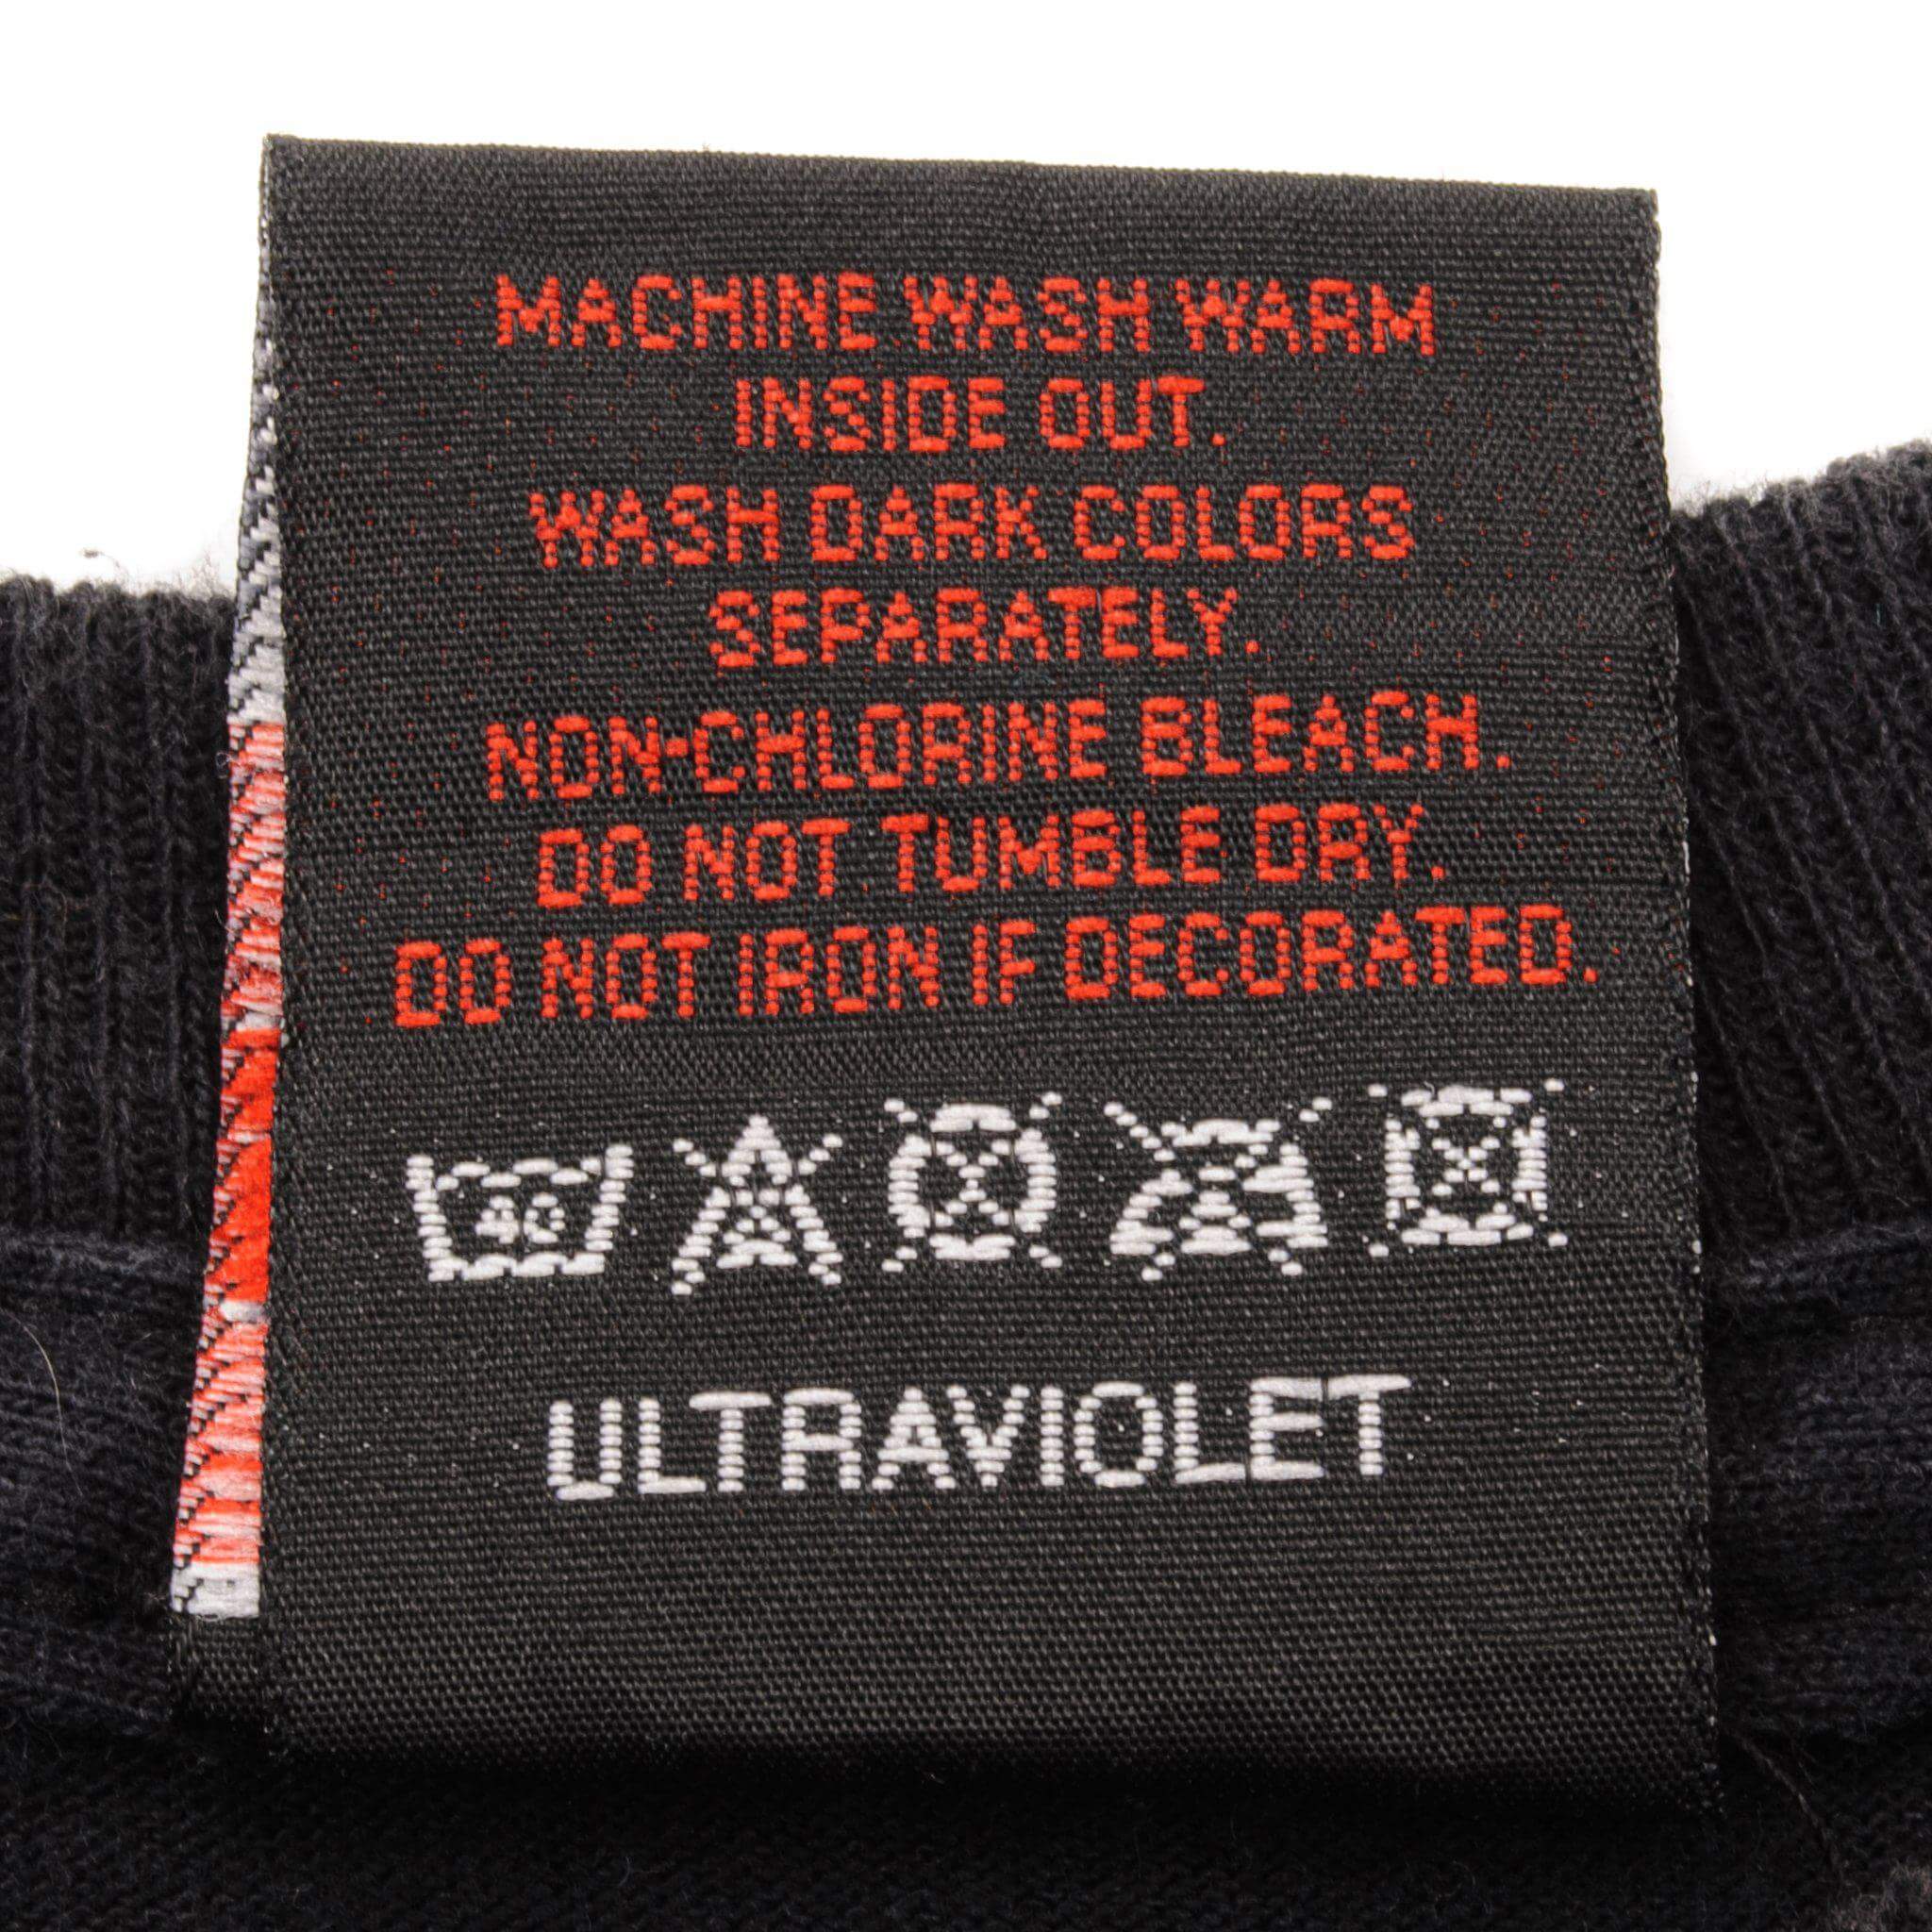 MACHINE WASH WARM
INSIDE OUT.
WASH DARK COLORS
SEPARATELY.
NON-CHLORINE BLEACH.
DO NOT TUMBLE DRY.
DO NOT IRON IF DECORATED.
40
ULTRAVIOLET